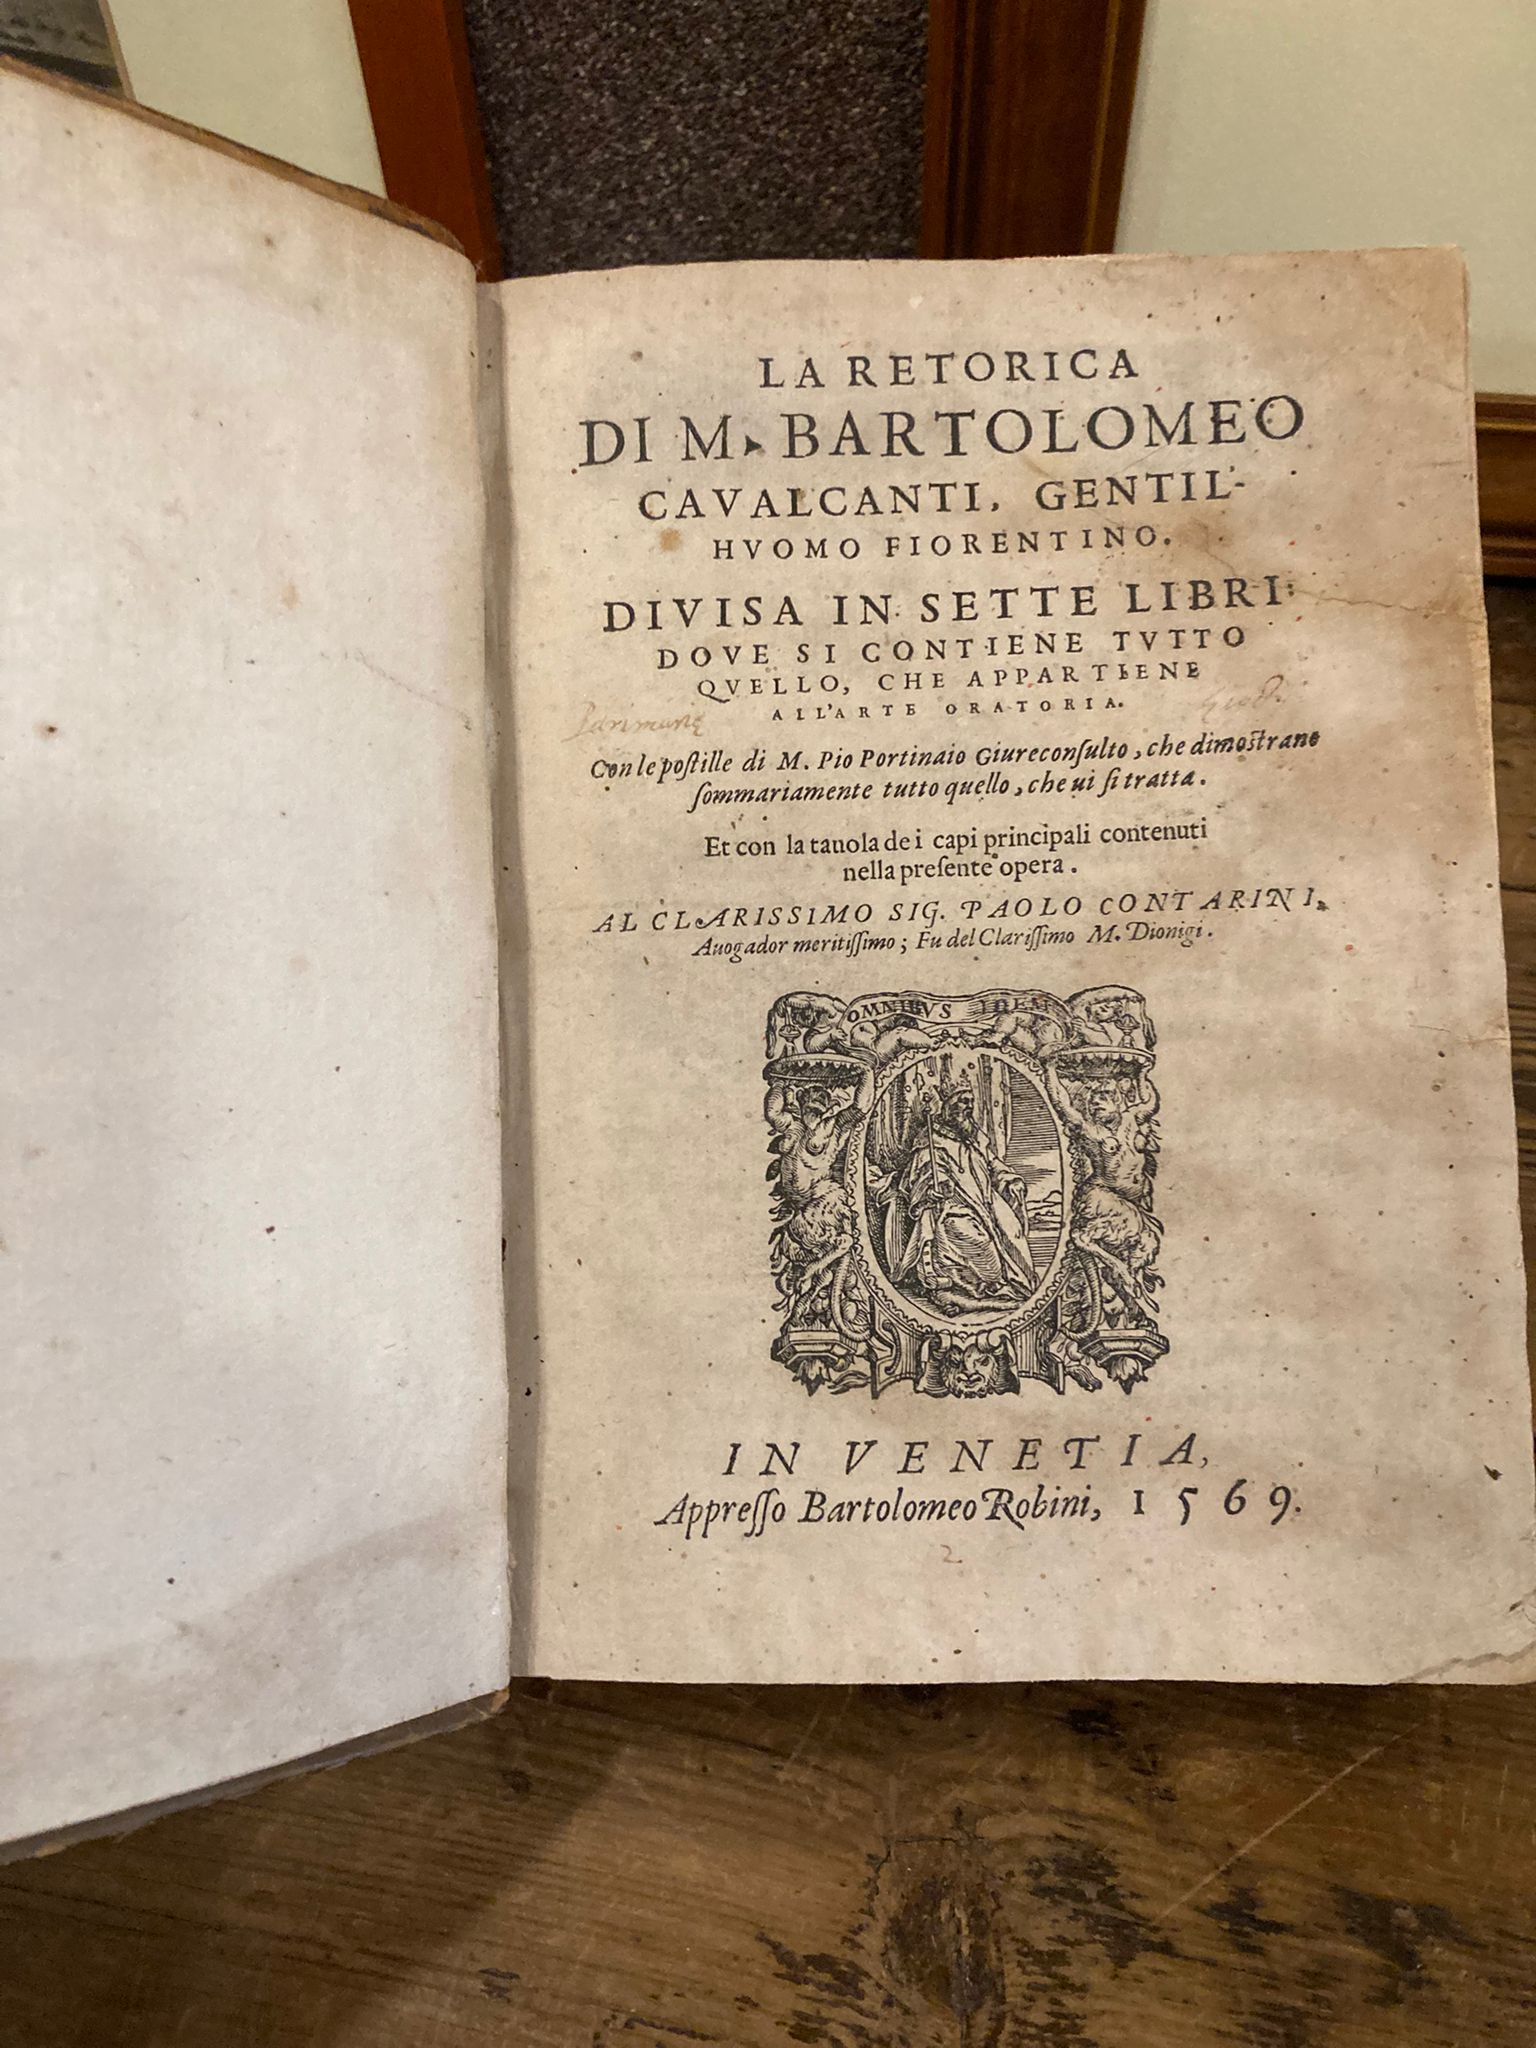 LA RETORICA
DI M. BARTOLOMEO
CAVALCANTI, GENTIL-
HVOMO FIORENTINO.
DIVISA IN SETTE LIBRI:
DOVE SI CONTIENE TVTTO
QVELLO, CHE APPARTIENE
ALL'ARTE ORATORIA.
Con le poſtille di M. Pio Portinaio Giureconſulto, che dimoſtrano
ſommariamente tutto quello, che ui ſi tratta.
Et con la tauola de i capi principali contenuti
nella preſente opera.
AL CLARISSIMO SIG. PAOLO CONTARINI,
Auogador meritiſſimo; Fu del Clariſſimo M. Dionigi.
OMNIBVS IDEM
IN VENETIA,
Appreſſo Bartolomeo Robini, 1569.
2